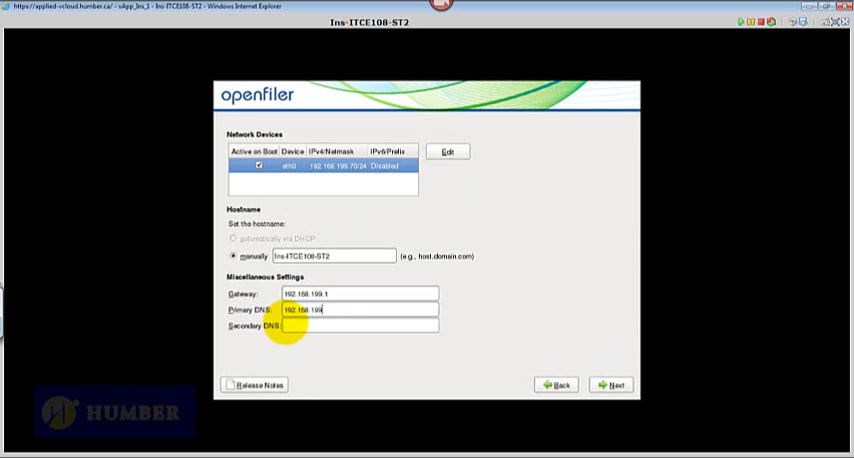 https://applied-vcloud.humber.ca/ - vApp_Ins_1 - Ins-ITCE108-ST2 - Windows Internet Explorer
Ins-ITCE108-ST2
openfiler
Network Devices
Active on Boot Device IPv4/Netmask IPv6/Prefix
eth0 192.168.199.70/24 Disabled
Edit
Hostname
Set the hostname:
automatically via DHCP
manually Ins-ITCE108-ST2 (e.g., host.domain.com)
Miscellaneous Settings
Gateway: 192.168.199.1
Primary DNS: 192.168.199
Secondary DNS:
Release Notes Back Next
HUMBER